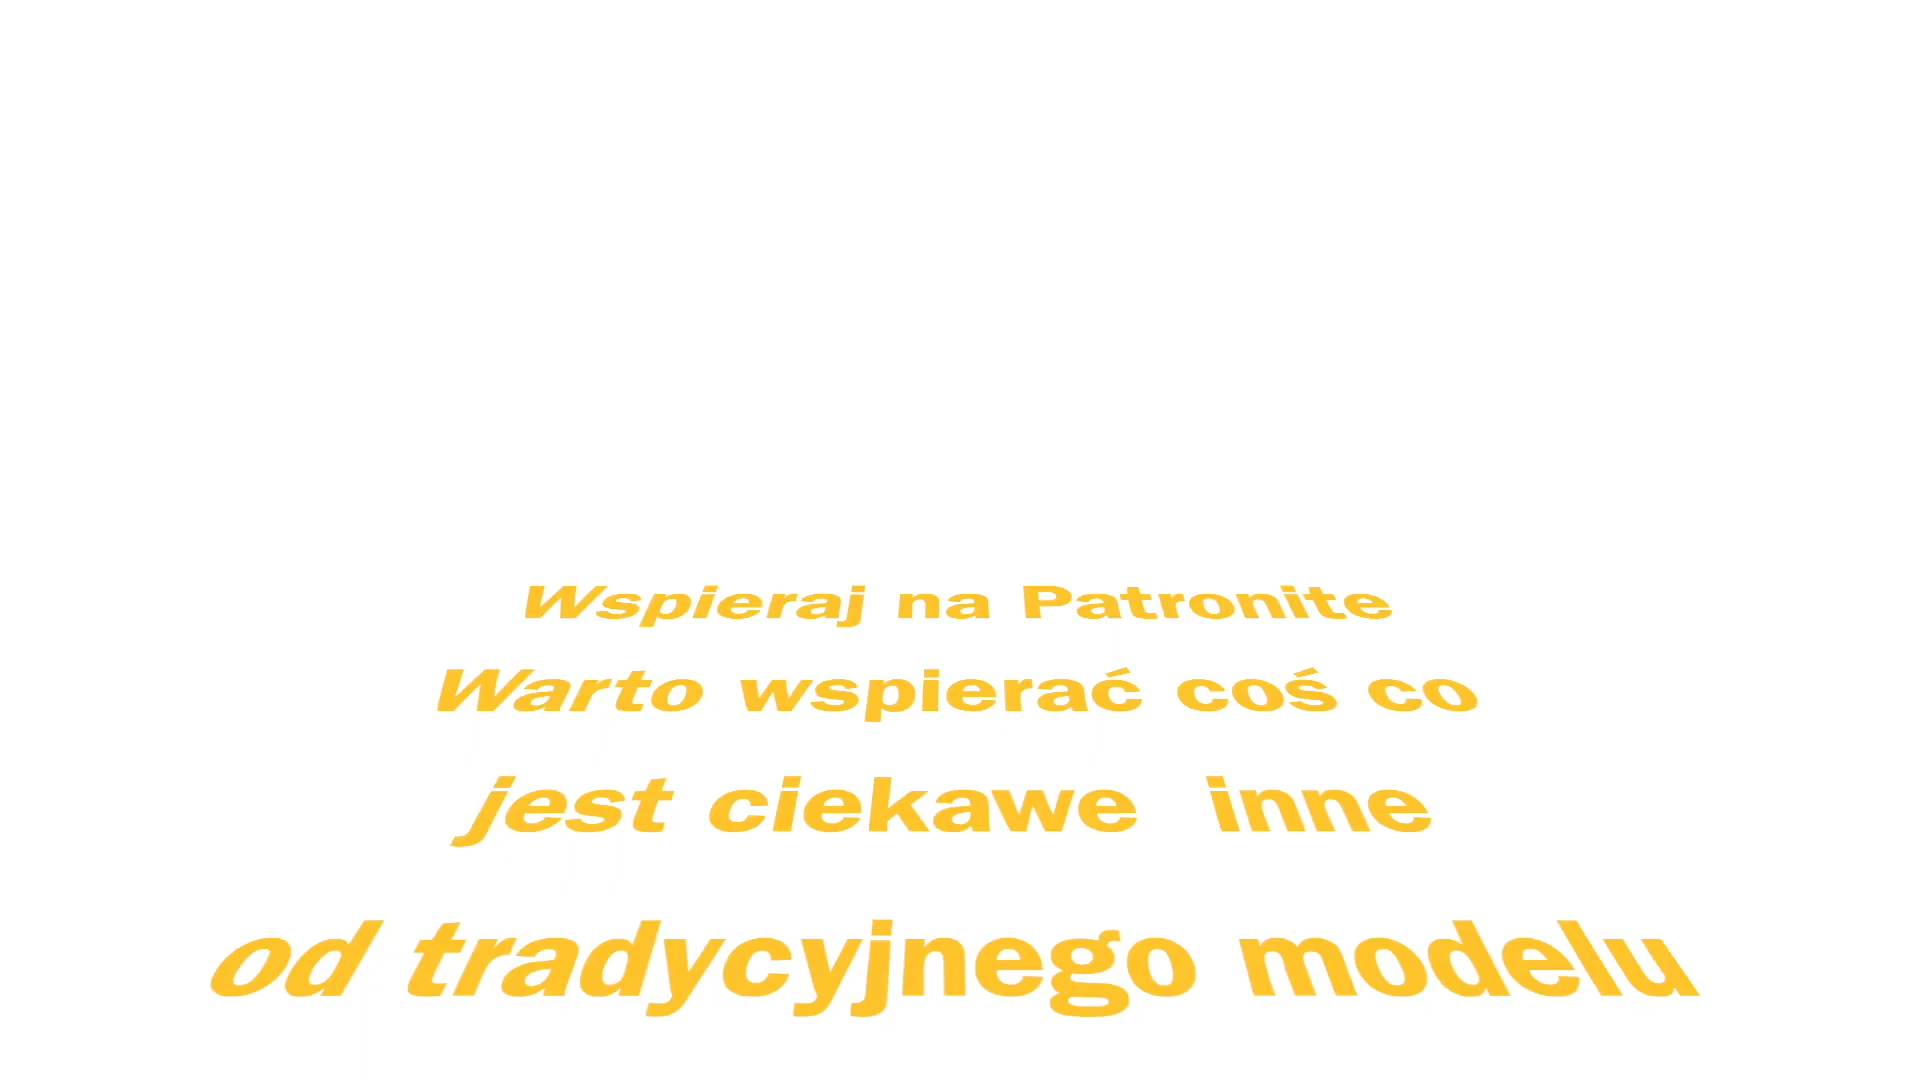 Wspieraj na Patronite
Warto wspierać coś co
jest ciekawe inne
od tradycyjnego modelu